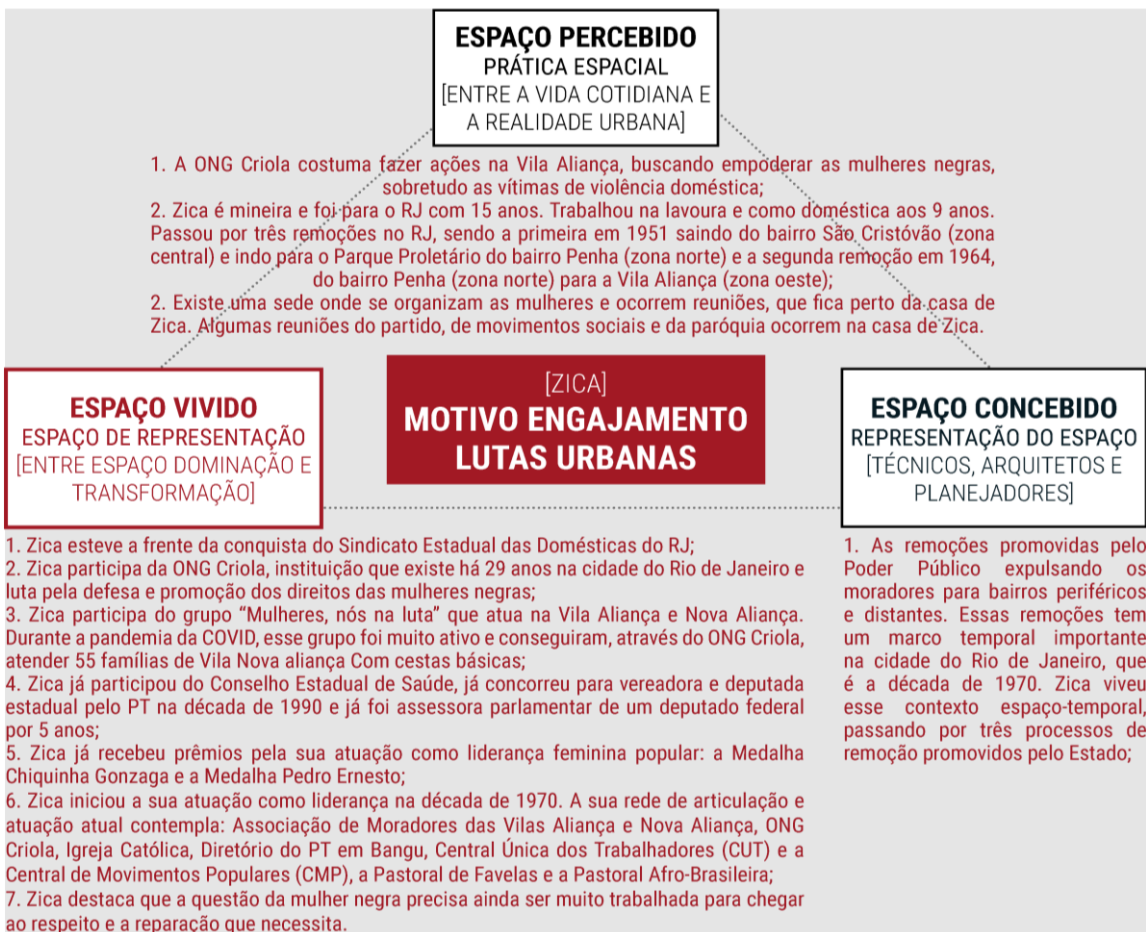 ESPAÇO PERCEBIDO
PRÁTICA ESPACIAL
[ENTRE A VIDA COTIDIANA E
A REALIDADE URBANA]
1. A ONG Criola costuma fazer ações na Vila Aliança, buscando empoderar as mulheres negras,
sobretudo as vítimas de violência doméstica;
2. Zica é mineira e foi para o RJ com 15 anos. Trabalhou na lavoura e como doméstica aos 9 anos.
Passou por três remoções no RJ, sendo a primeira em 1951 saindo do bairro São Cristóvão (zona
central) e indo para o Parque Proletário do bairro Penha (zona norte) e a segunda remoção em 1964,
do bairro Penha (zona norte) para a Vila Aliança (zona oeste);
2. Existe uma sede onde se organizam as mulheres e ocorrem reuniões, que fica perto da casa de
Zica. Algumas reuniões do partido, de movimentos sociais e da paróquia ocorrem na casa de Zica.
[ZICA]
MOTIVO ENGAJAMENTO
LUTAS URBANAS
ESPAÇO VIVIDO
ESPAÇO DE REPRESENTAÇÃO
[ENTRE ESPAÇO DOMINAÇÃO E
TRANSFORMAÇÃO]
ESPAÇO CONCEBIDO
REPRESENTAÇÃO DO ESPAÇO
[TÉCNICOS, ARQUITETOS E
PLANEJADORES]
1. Zica esteve a frente da conquista do Sindicato Estadual das Domésticas do RJ;
2. Zica participa da ONG Criola, instituição que existe há 29 anos na cidade do Rio de Janeiro e
luta pela defesa e promoção dos direitos das mulheres negras;
3. Zica participa do grupo “Mulheres, nós na luta” que atua na Vila Aliança e Nova Aliança.
Durante a pandemia da COVID, esse grupo foi muito ativo e conseguiram, através do ONG Criola,
atender 55 famílias de Vila Nova aliança Com cestas básicas;
4. Zica já participou do Conselho Estadual de Saúde, já concorreu para vereadora e deputada
estadual pelo PT na década de 1990 e já foi assessora parlamentar de um deputado federal
por 5 anos;
5. Zica já recebeu prêmios pela sua atuação como liderança feminina popular: a Medalha
Chiquinha Gonzaga e a Medalha Pedro Ernesto;
6. Zica iniciou a sua atuação como liderança na década de 1970. A sua rede de articulação e
atuação atual contempla: Associação de Moradores das Vilas Aliança e Nova Aliança, ONG
Criola, Igreja Católica, Diretório do PT em Bangu, Central Única dos Trabalhadores (CUT) e a
Central de Movimentos Populares (CMP), a Pastoral de Favelas e a Pastoral Afro-Brasileira;
7. Zica destaca que a questão da mulher negra precisa ainda ser muito trabalhada para chegar
ao respeito e a reparação que necessita.
1. As remoções promovidas pelo
Poder Público expulsando os
moradores para bairros periféricos
e distantes. Essas remoções tem
um marco temporal importante
na cidade do Rio de Janeiro, que
é a década de 1970. Zica viveu
esse contexto espaço-temporal,
passando por três processos de
remoção promovidos pelo Estado;